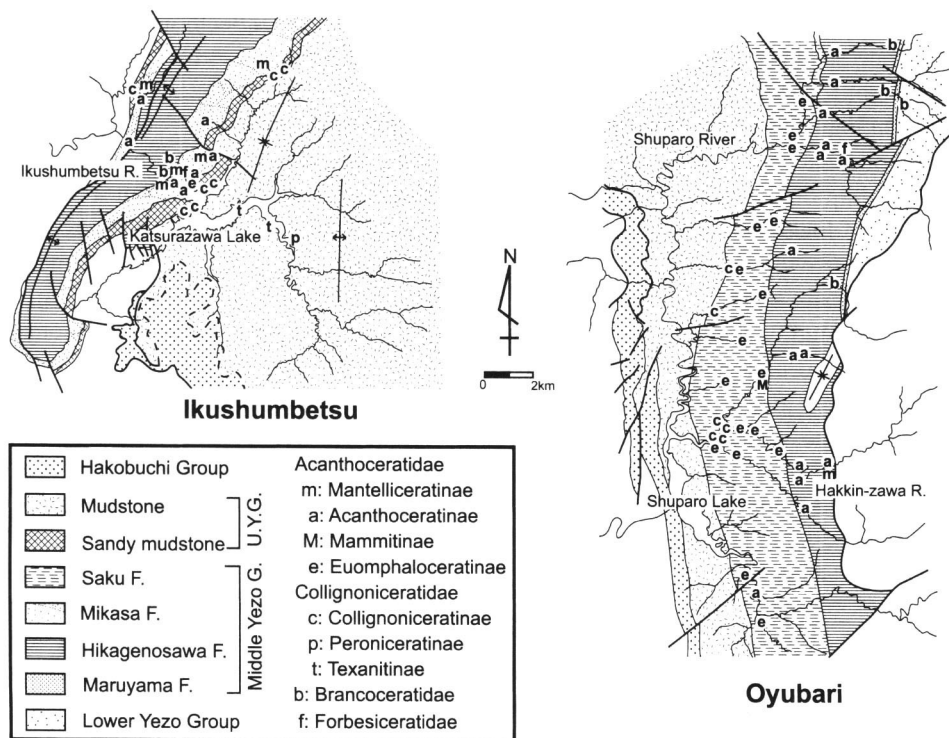 Ikushumbetsu R.
Katsurazawa Lake
m
c
c
c
m
a
a
a
b
m
a
b
m
f
a
m
a
e
c
c
a
c
c
t
t
p
Ikushumbetsu
N
0
2km
Shuparo River
Shuparo Lake
Hakkin-zawa R.
a
b
a
b
e
b
e
a
e
a
f
a
a
e
e
a
c
e
e
b
c
e
a
a
e
e
M
c
c
e
e
c
c
e
e
e
a
a
a
m
a
e
a
e
Oyubari
Hakobuchi Group
Mudstone
Sandy mudstone
U.Y.G.
Saku F.
Mikasa F.
Hikagenosawa F.
Maruyama F.
Middle Yezo G.
Lower Yezo Group
Acanthoceratidae
m: Mantelliceratinae
a: Acanthoceratinae
M: Mammitinae
e: Euomphaloceratinae
Collignoniceratidae
c: Collignoniceratinae
p: Peroniceratinae
t: Texanitinae
b: Brancoceratidae
f: Forbesiceratidae